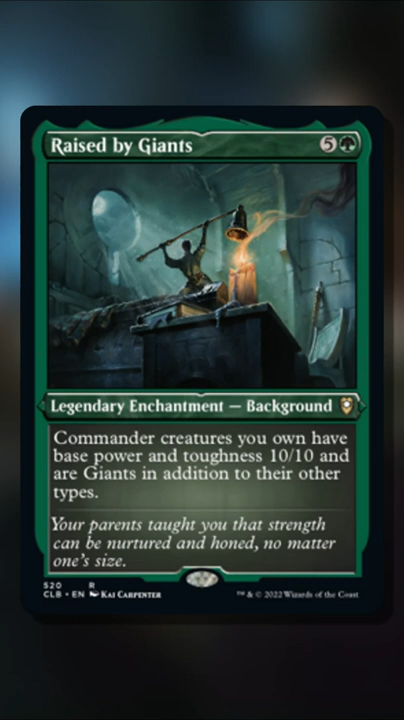 Raised by Giants 5
Legendary Enchantment — Background
Commander creatures you own have
base power and toughness 10/10 and
are Giants in addition to their other
types.
Your parents taught you that strength
can be nurtured and honed, no matter
one's size.
520 R
CLB • EN Kai Carpenter ™ & © 2022 Wizards of the Coast